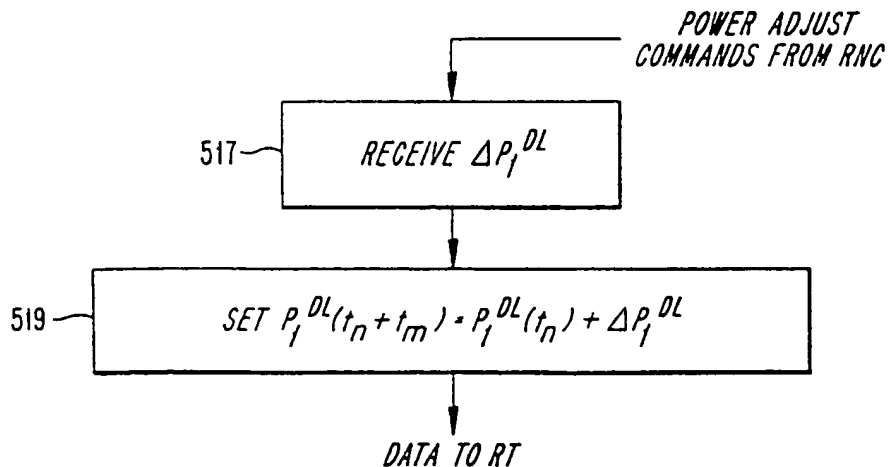 POWER ADJUST
COMMANDS FROM RNC
517
RECEIVE ΔP₁ᴰᴸ
519
SET P₁ᴰᴸ(tₙ + tₘ) = P₁ᴰᴸ(tₙ) + ΔP₁ᴰᴸ
DATA TO RT